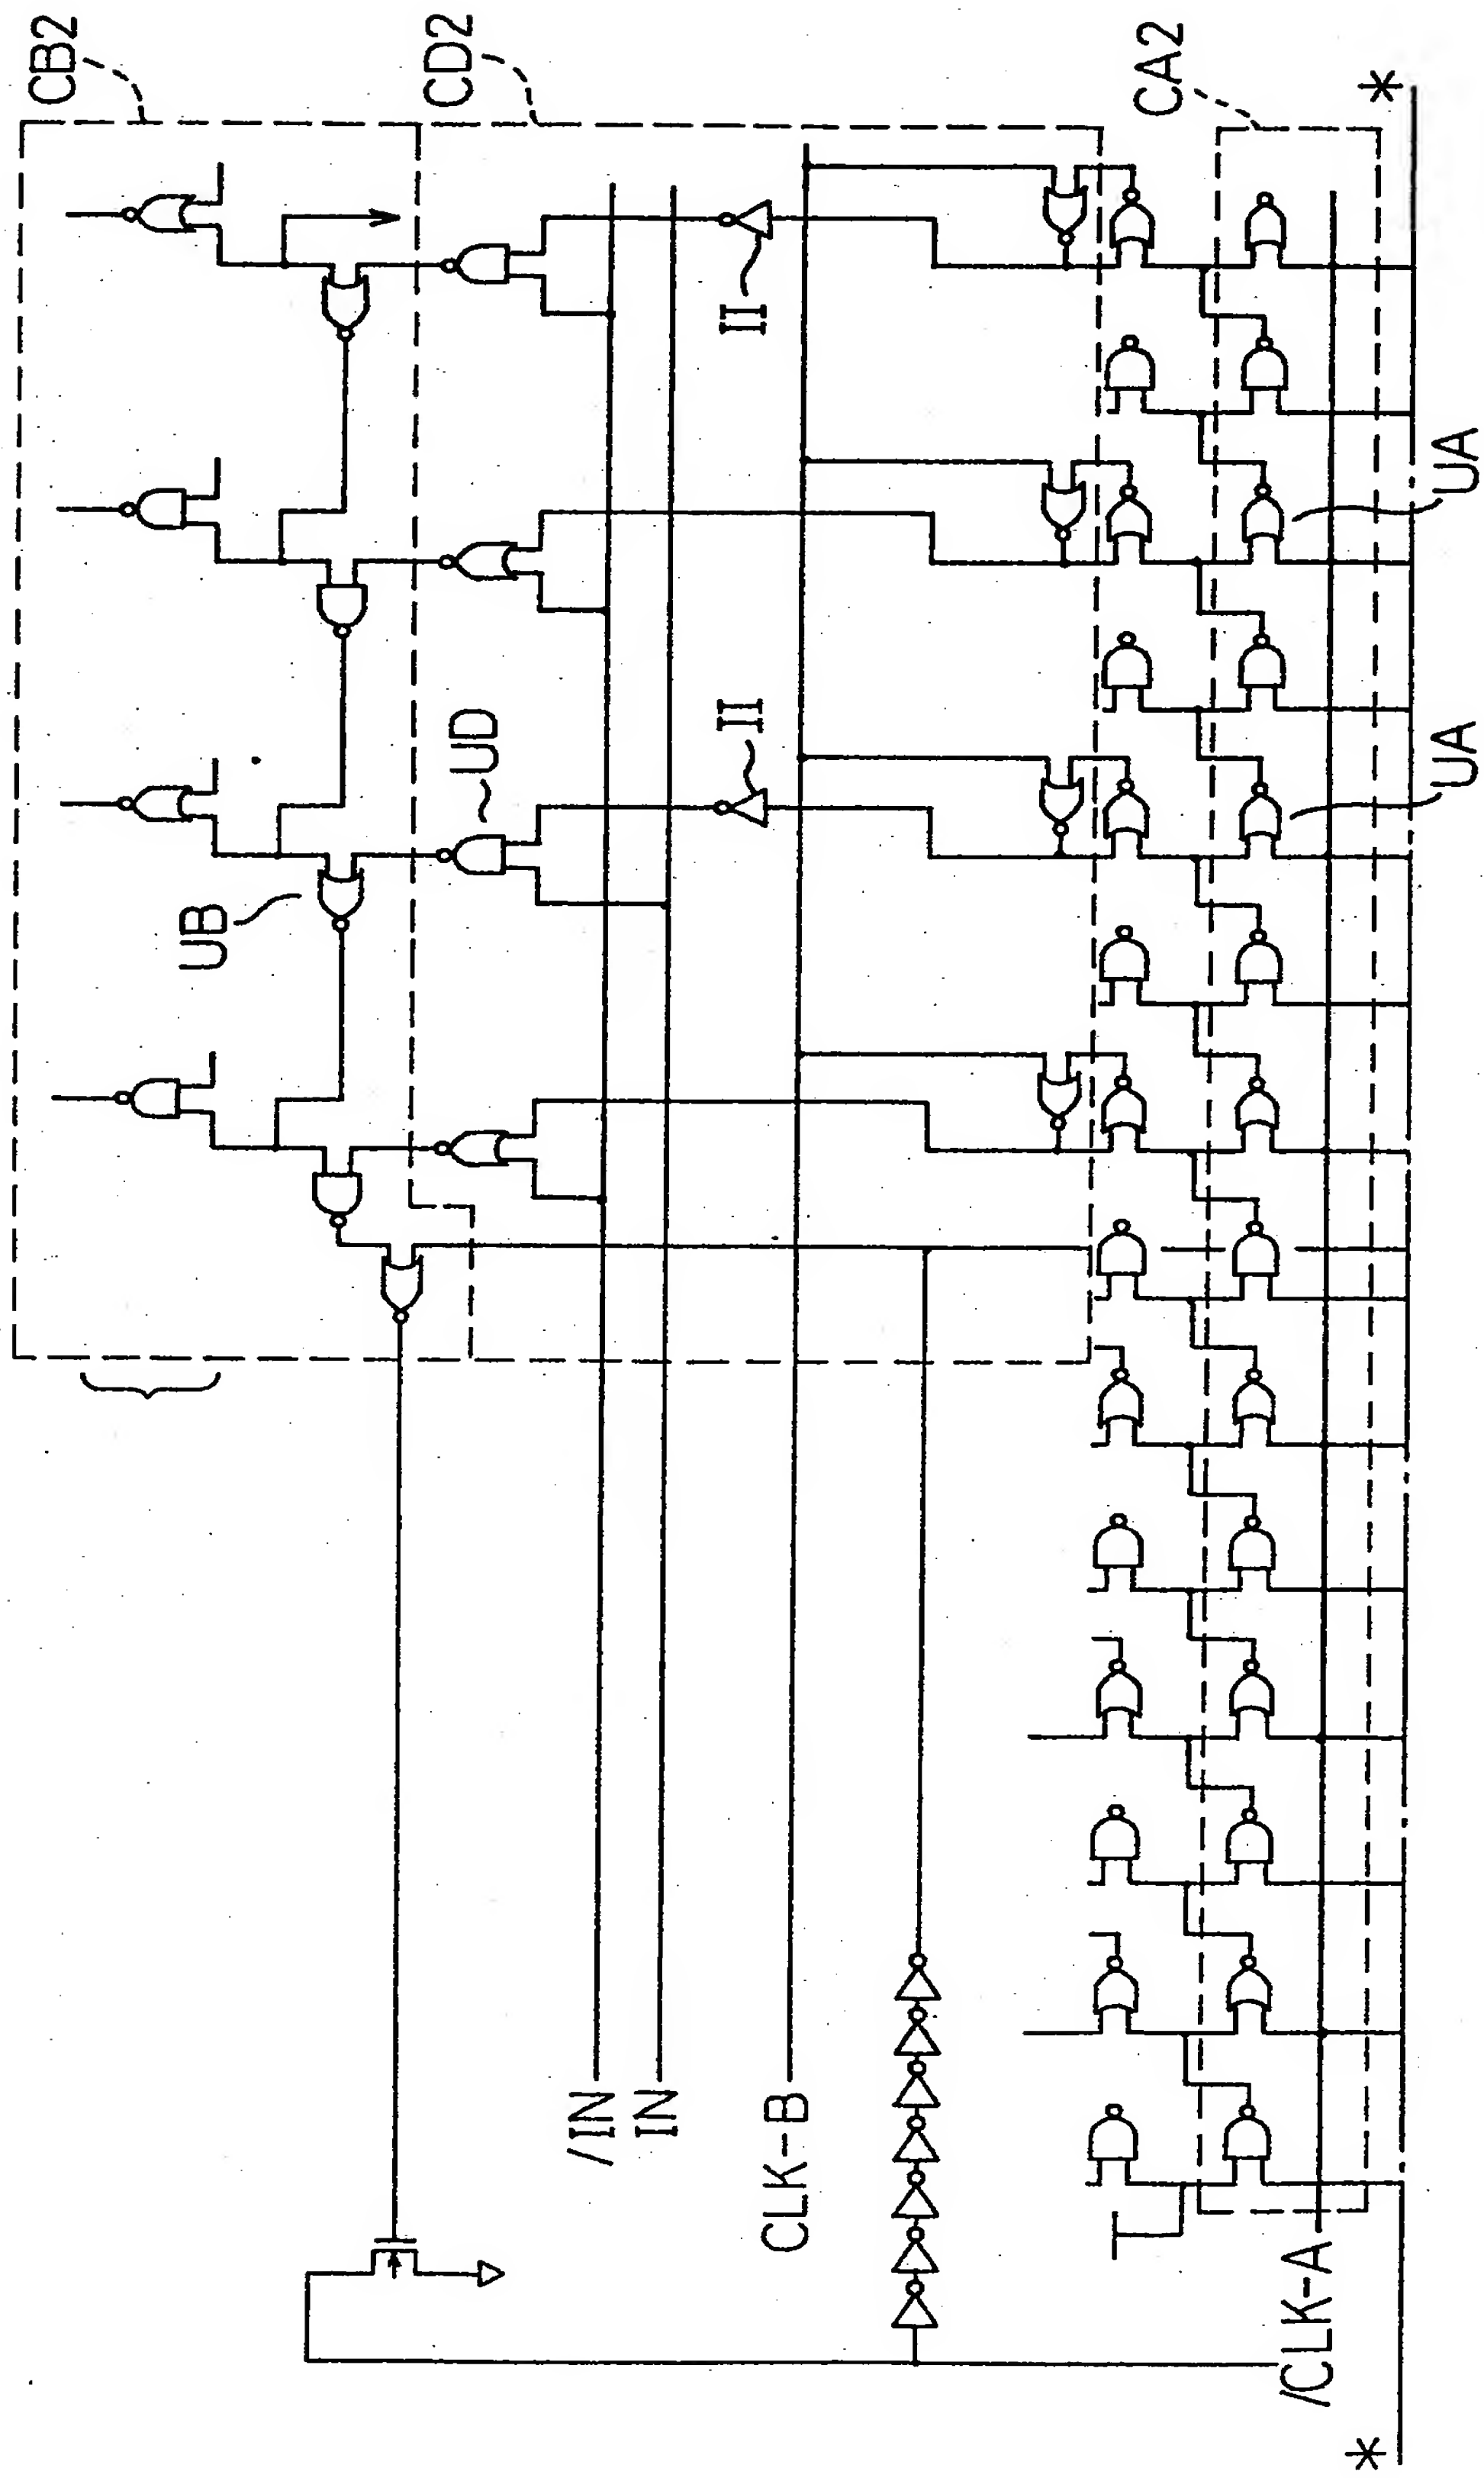 CB2
CD2
CA2
*
II
UA
II
UD
UA
UB
/IN
IN
CLK-B
/CLK-A
*